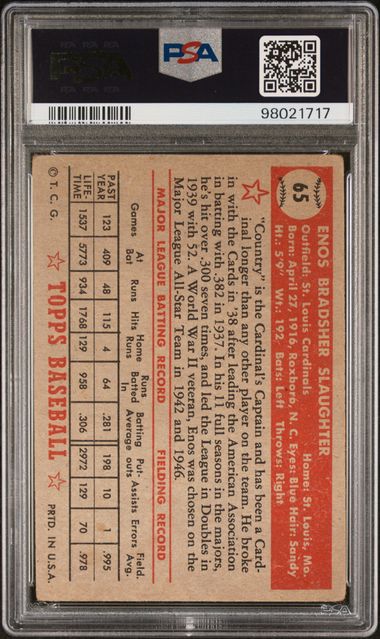 PSA
98021717
65
ENOS BRADSHER SLAUGHTER
Outfield: St. Louis Cardinals Home: St. Louis, Mo.
Born: April 27, 1916, Roxboro, N. C. Eyes: Blue Hair: Sandy
Ht.: 5'9" Wt.: 192 Bats: Left Throws: Right
"Country" is the Cardinal's Captain and has been a Card-
inal longer than any other player on the team. He broke
in with the Cards in '38 after leading the American Association
in batting with .382 in 1937. In his 11 full seasons in the majors,
he's hit over .300 seven times, and led the League in Doubles in
1939 with 52. A World War II veteran, Enos was chosen on the
Major League All-Star Team in 1942 and 1946.
MAJOR LEAGUE BATTING RECORD FIELDING RECORD
Games At Bat Runs Hits Home Runs Runs Batted In Batting Average Put-outs Assists Errors Field. Avg.
PAST YEAR 123 409 48 115 4 64 .281 198 10 1 .995
LIFE-TIME 1537 5773 934 1768 129 958 .306 2972 129 70 .978
© T. C. G. TOPPS BASEBALL PRTD. IN U.S.A.